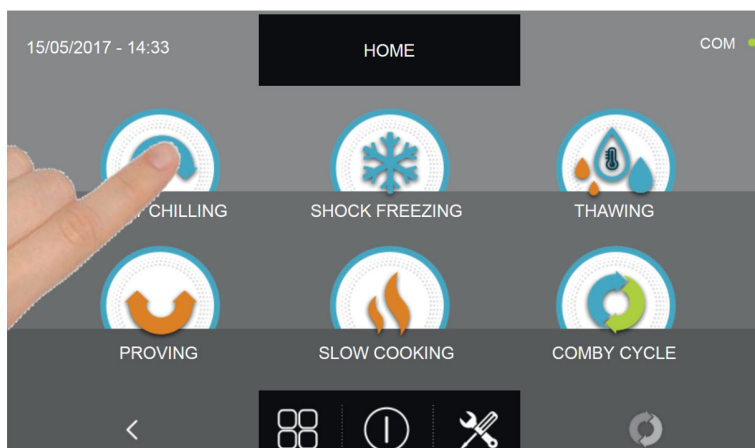 15/05/2017 - 14:33
HOME
COM
CHILLING
SHOCK FREEZING
THAWING
PROVING
SLOW COOKING
COMBY CYCLE